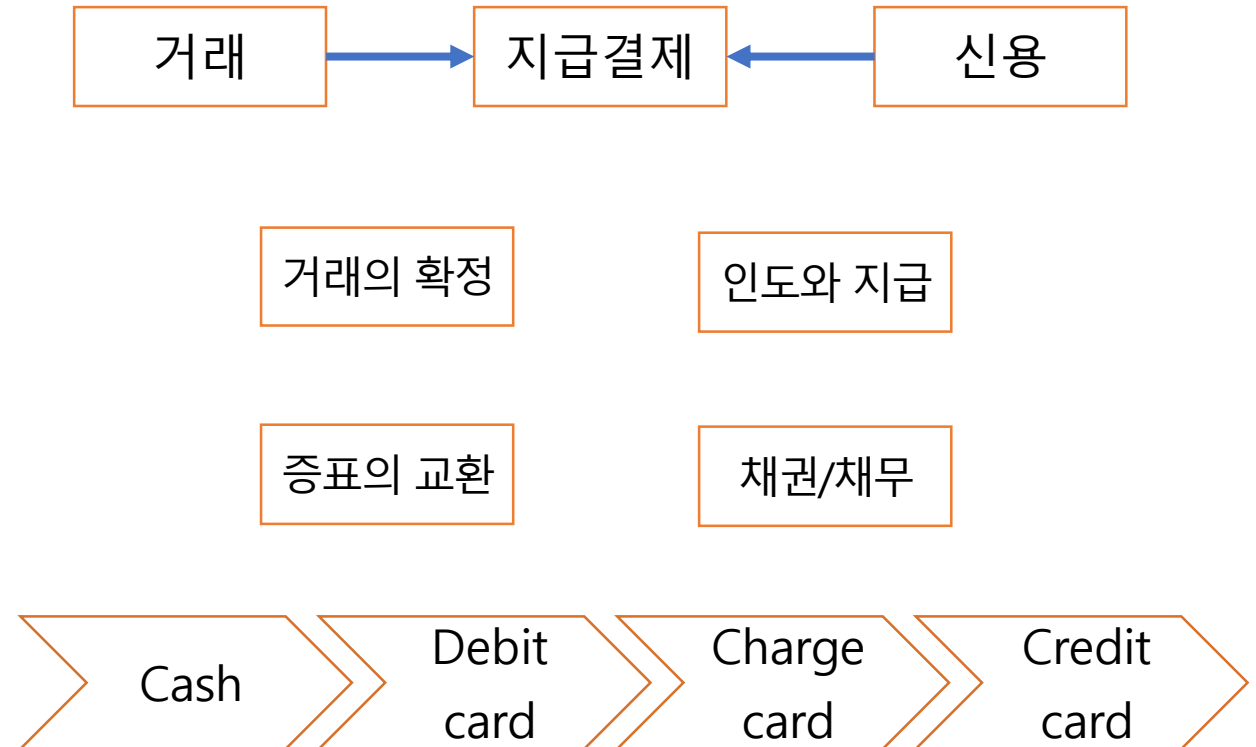 거래
지급결제
신용
거래의 확정
인도와 지급
증표의 교환
채권/채무
Cash
Debit
card
Charge
card
Credit
card